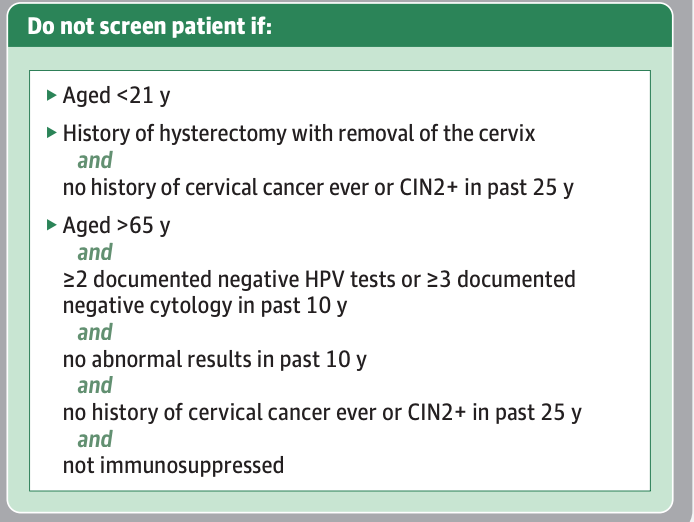 Do not screen patient if:
▶ Aged <21 y
▶ History of hysterectomy with removal of the cervix
and
no history of cervical cancer ever or CIN2+ in past 25 y
▶ Aged >65 y
and
≥2 documented negative HPV tests or ≥3 documented
negative cytology in past 10 y
and
no abnormal results in past 10 y
and
no history of cervical cancer ever or CIN2+ in past 25 y
and
not immunosuppressed